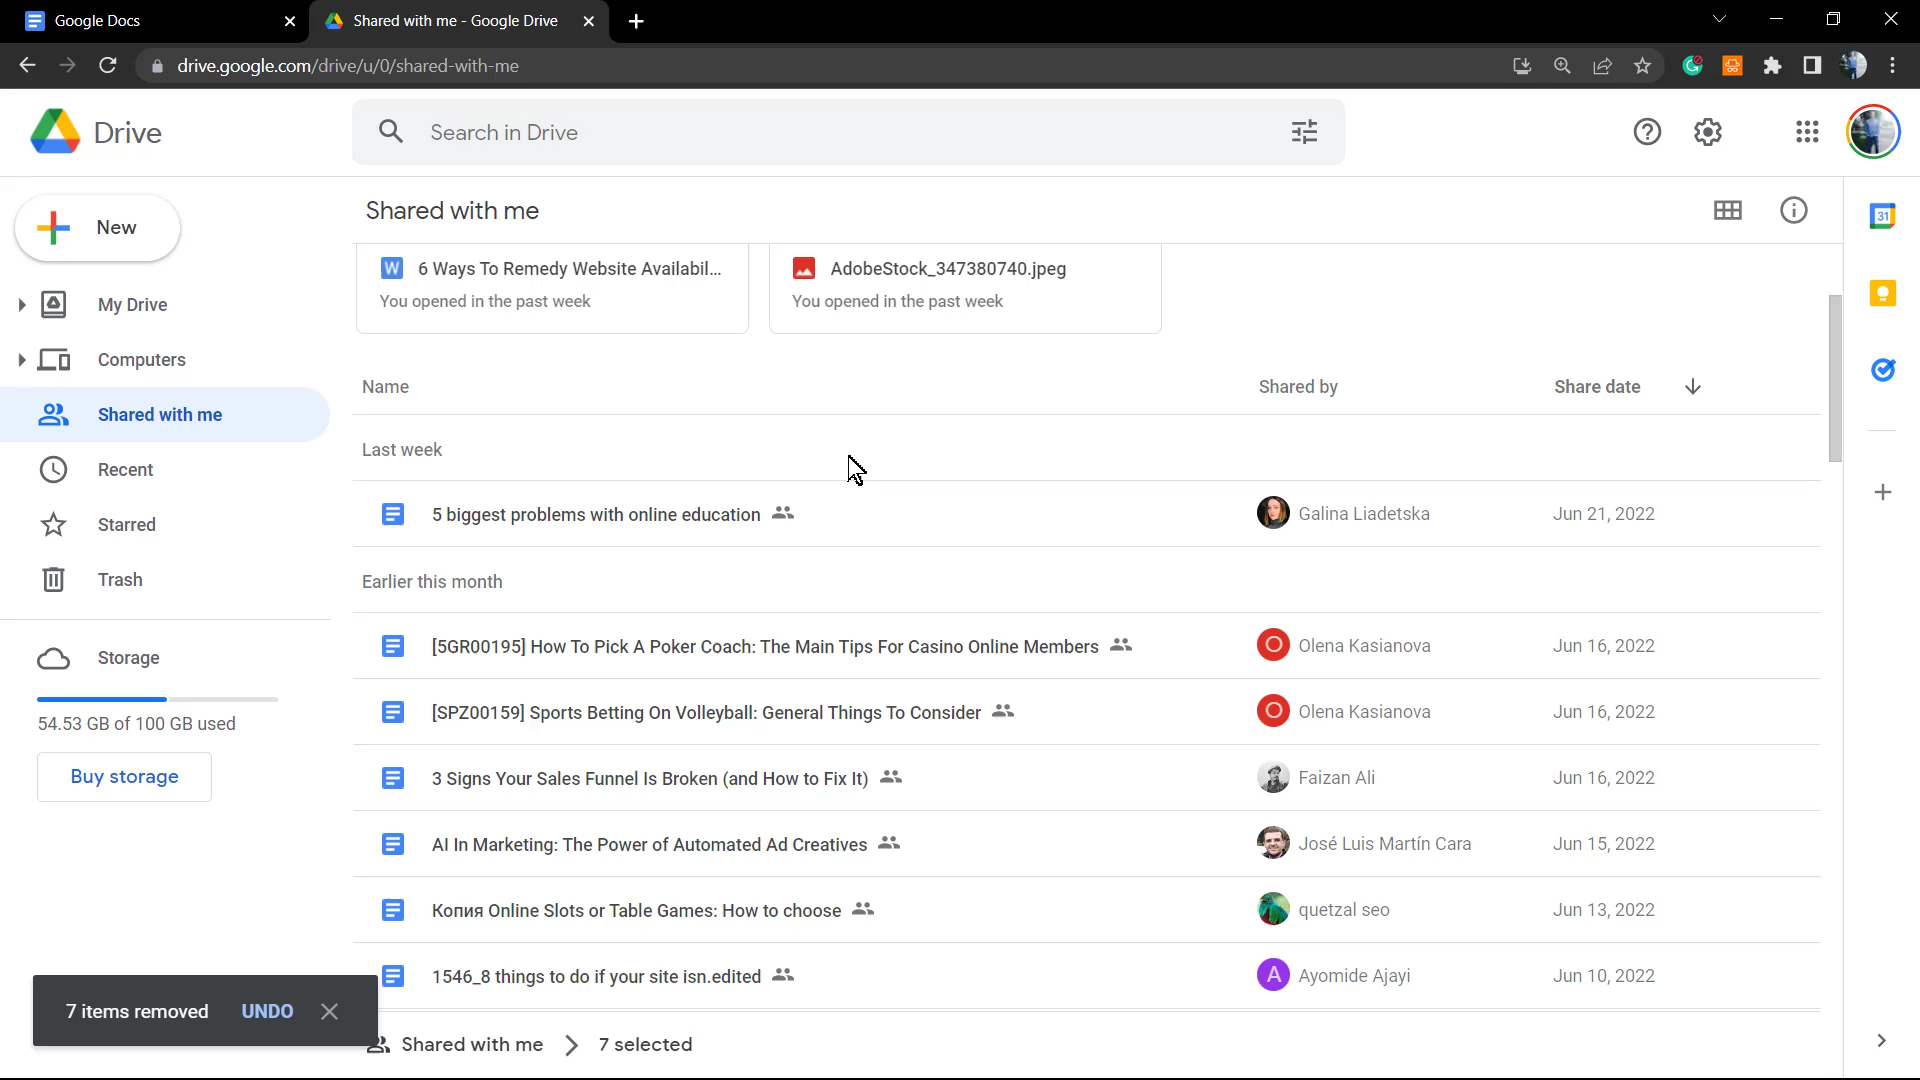 Google Docs
Shared with me - Google Drive
drive.google.com/drive/u/0/shared-with-me
Drive
Search in Drive
New
Shared with me
31
6 Ways To Remedy Website Availabil...
You opened in the past week
AdobeStock_347380740.jpeg
You opened in the past week
My Drive
Computers
Shared with me
Recent
Starred
Trash
Storage
54.53 GB of 100 GB used
Buy storage
Name Shared by Share date
Last week
5 biggest problems with online education Galina Liadetska Jun 21, 2022
Earlier this month
[5GR00195] How To Pick A Poker Coach: The Main Tips For Casino Online Members O Olena Kasianova Jun 16, 2022
[SPZ00159] Sports Betting On Volleyball: General Things To Consider O Olena Kasianova Jun 16, 2022
3 Signs Your Sales Funnel Is Broken (and How to Fix It) Faizan Ali Jun 16, 2022
AI In Marketing: The Power of Automated Ad Creatives José Luis Martín Cara Jun 15, 2022
Копия Online Slots or Table Games: How to choose quetzal seo Jun 13, 2022
1546_8 things to do if your site isn.edited A Ayomide Ajayi Jun 10, 2022
7 items removed UNDO
Shared with me 7 selected